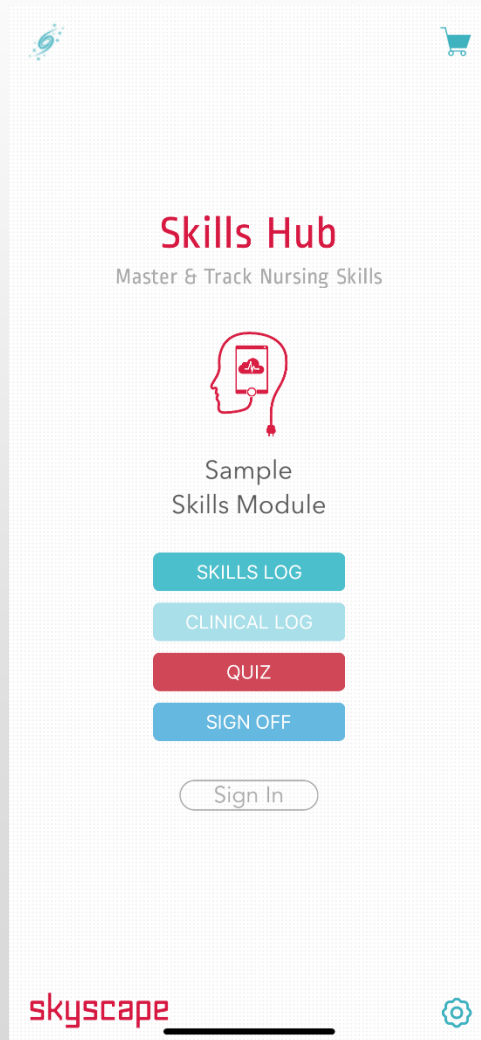 Skills Hub
Master & Track Nursing Skills
Sample
Skills Module
SKILLS LOG
CLINICAL LOG
QUIZ
SIGN OFF
Sign In
skyscape